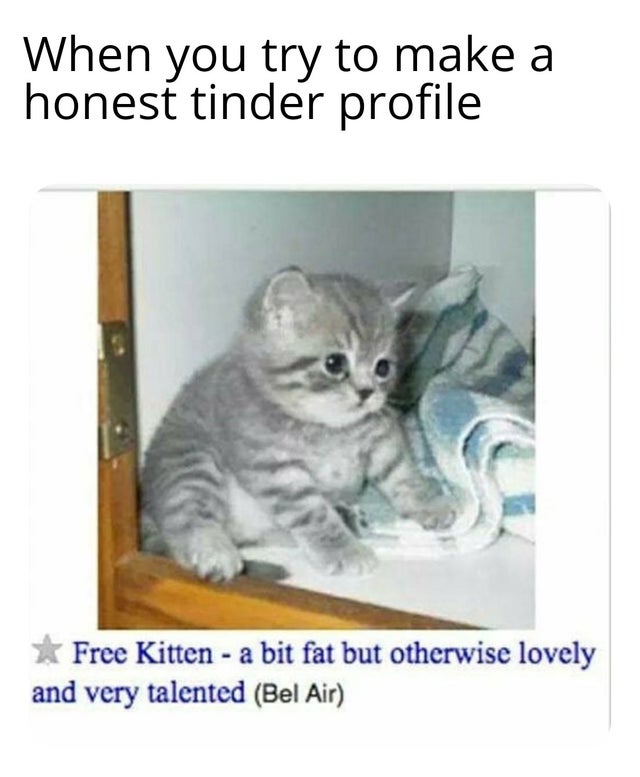 When you try to make a
honest tinder profile
Free Kitten - a bit fat but otherwise lovely
and very talented (Bel Air)